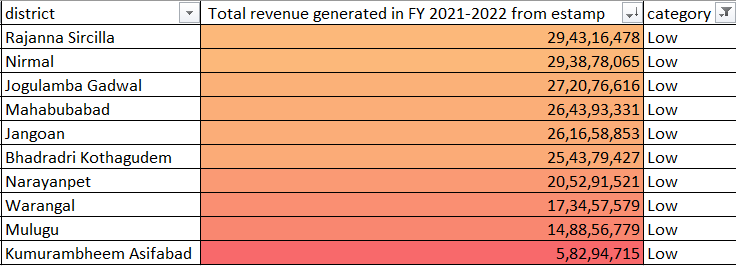 district Total revenue generated in FY 2021-2022 from estamp category
Rajanna Sircilla 29,43,16,478 Low
Nirmal 29,38,78,065 Low
Jogulamba Gadwal 27,20,76,616 Low
Mahabubabad 26,43,93,331 Low
Jangoan 26,16,58,853 Low
Bhadradri Kothagudem 25,43,79,427 Low
Narayanpet 20,52,91,521 Low
Warangal 17,34,57,579 Low
Mulugu 14,88,56,779 Low
Kumurambheem Asifabad 5,82,94,715 Low